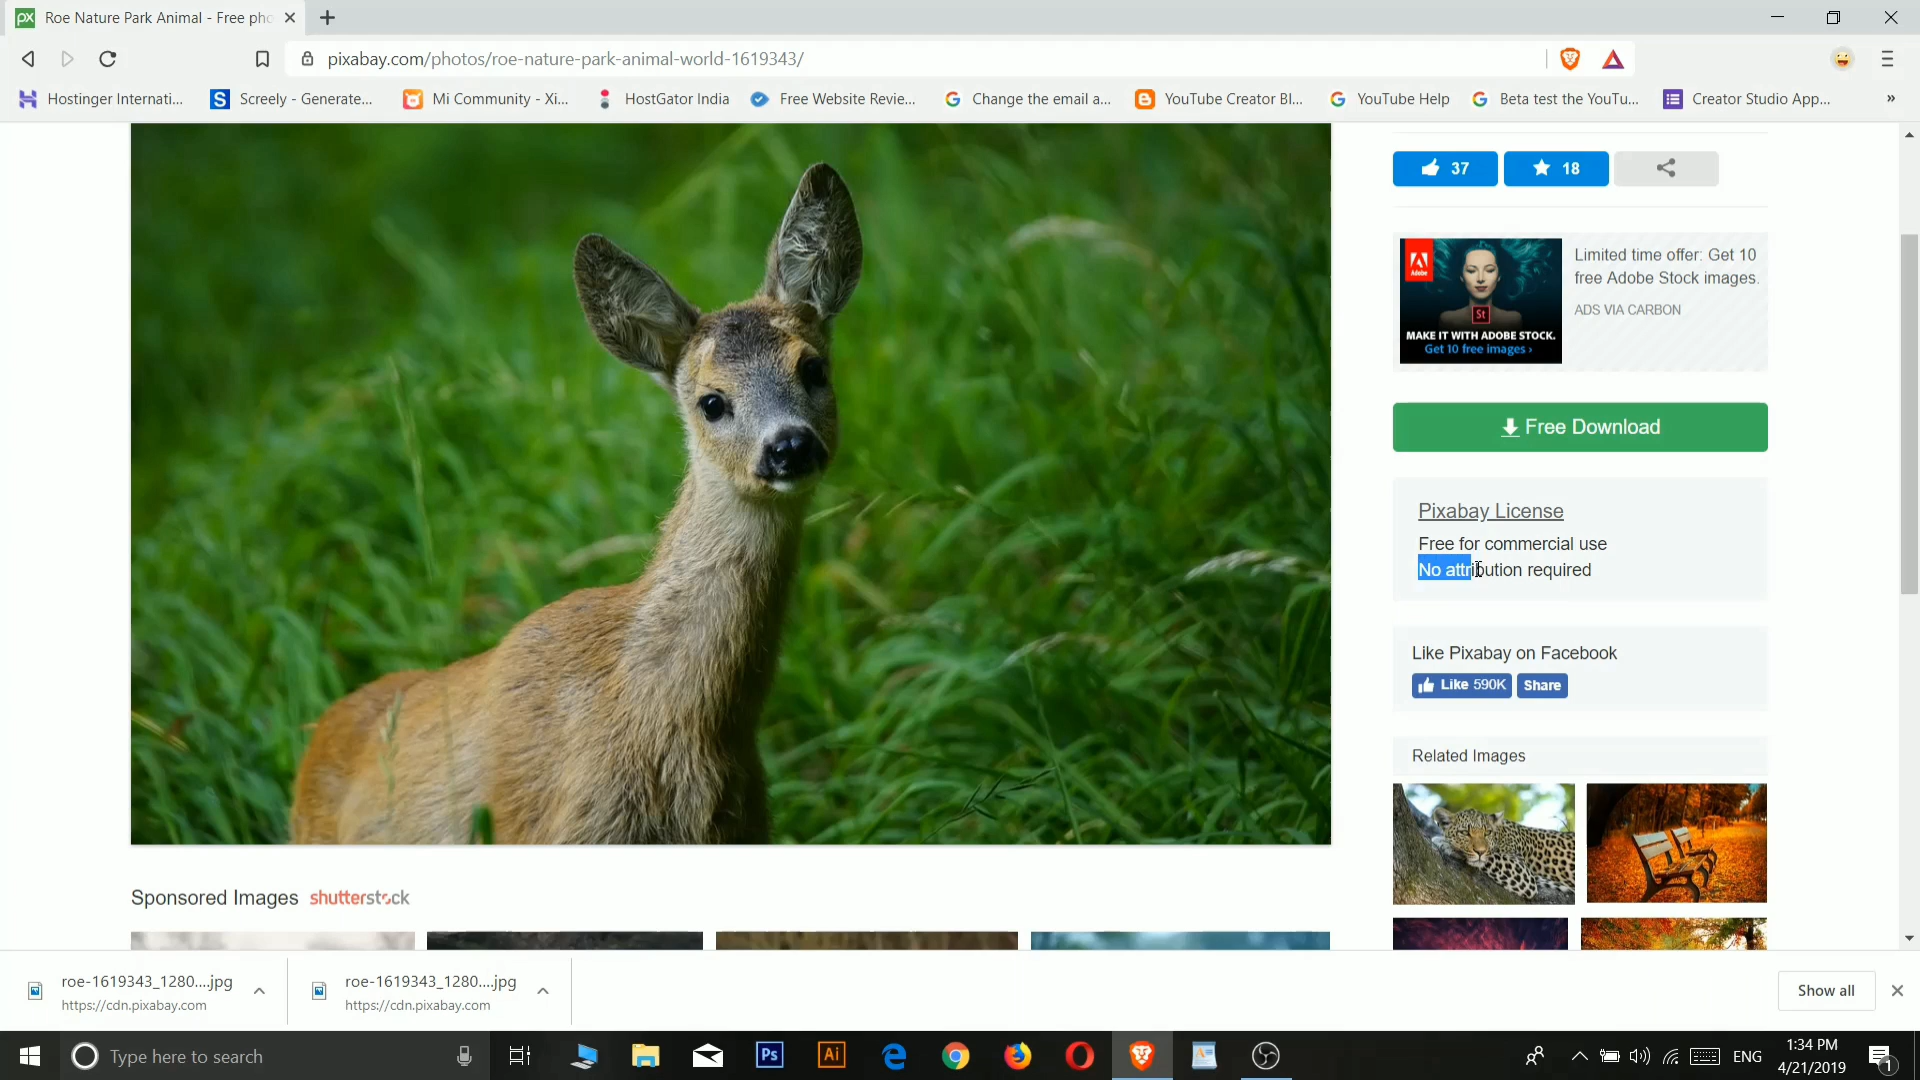 Roe Nature Park Animal - Free pho
pixabay.com/photos/roe-nature-park-animal-world-1619343/
Hostinger Internati...
Screely - Generate...
Mi Community - Xi...
HostGator India
Free Website Revie...
Change the email a...
YouTube Creator Bl...
YouTube Help
Beta test the YouTu...
Creator Studio App...
»
37
18
Adobe
St
MAKE IT WITH ADOBE STOCK.
Get 10 free images ›
Limited time offer: Get 10
free Adobe Stock images.
ADS VIA CARBON
Free Download
Pixabay License
Free for commercial use
No attribution required
Like Pixabay on Facebook
Like 590K
Share
Related Images
Sponsored Images shutterstock
roe-1619343_1280....jpg
https://cdn.pixabay.com
roe-1619343_1280....jpg
https://cdn.pixabay.com
Show all
Type here to search
Ps
Ai
ENG
1:34 PM
4/21/2019
1